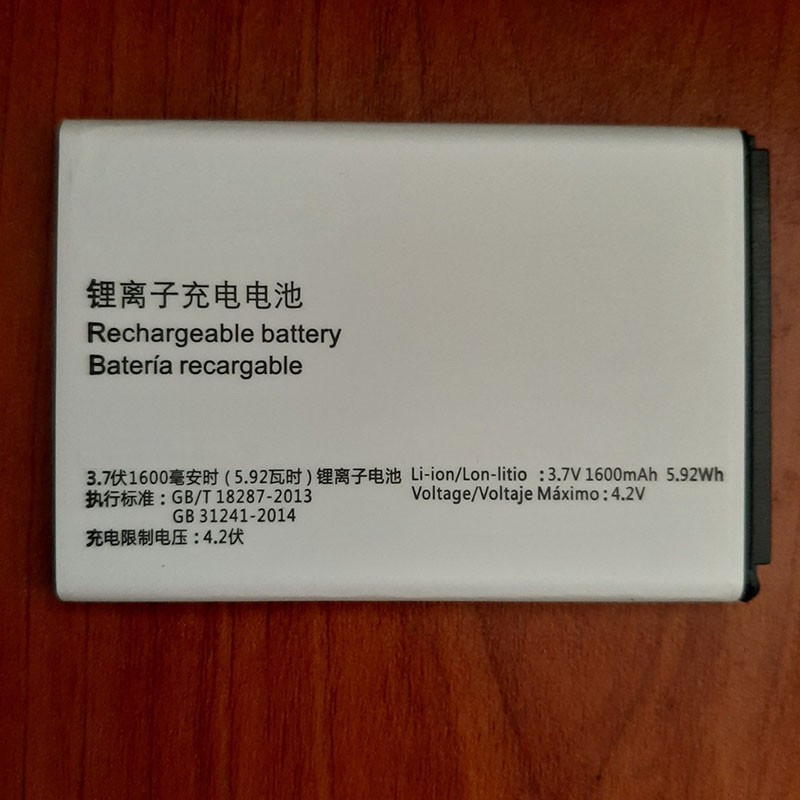 锂离子充电电池
Rechargeable battery
Batería recargable
3.7伏1600毫安时(5.92瓦时)锂离子电池 Li-ion/Lon-litio :3.7V 1600mAh 5.92Wh
执行标准:GB/T 18287-2013 Voltage/Voltaje Máximo:4.2V
GB 31241-2014
充电限制电压:4.2伏